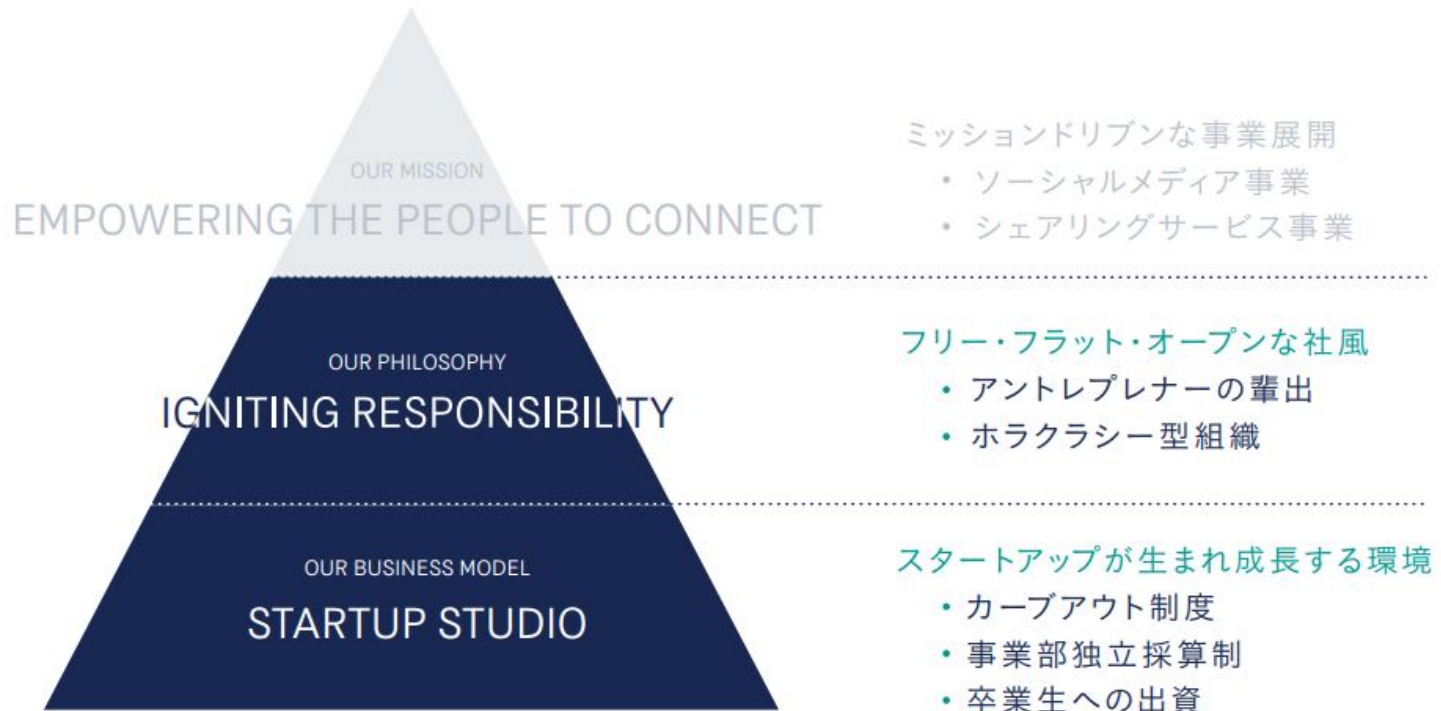 OUR MISSION
EMPOWERING THE PEOPLE TO CONNECT
ミッションドリブンな事業展開
• ソーシャルメディア事業
• シェアリングサービス事業
OUR PHILOSOPHY
IGNITING RESPONSIBILITY
フリー・フラット・オープンな社風
• アントレプレナーの輩出
• ホラクラシー型組織
OUR BUSINESS MODEL
STARTUP STUDIO
スタートアップが生まれ成長する環境
• カーブアウト制度
• 事業部独立採算制
• 卒業生への出資